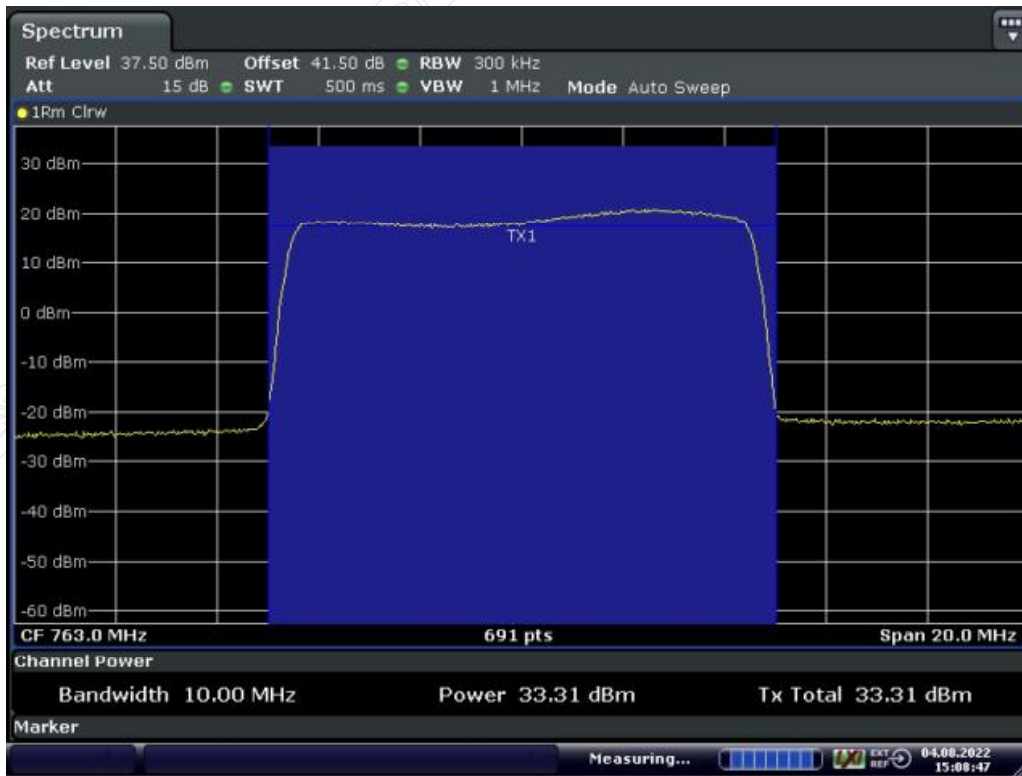 Spectrum
Ref Level 37.50 dBm Offset 41.50 dB RBW 300 kHz
Att 15 dB SWT 500 ms VBW 1 MHz Mode Auto Sweep
1Rm Clrw
30 dBm
20 dBm
TX1
10 dBm
0 dBm
-10 dBm
-20 dBm
-30 dBm
-40 dBm
-50 dBm
-60 dBm
CF 763.0 MHz 691 pts Span 20.0 MHz
Channel Power
Bandwidth 10.00 MHz Power 33.31 dBm Tx Total 33.31 dBm
Marker
Measuring... LXI EXT REF 04.08.2022
15:08:47